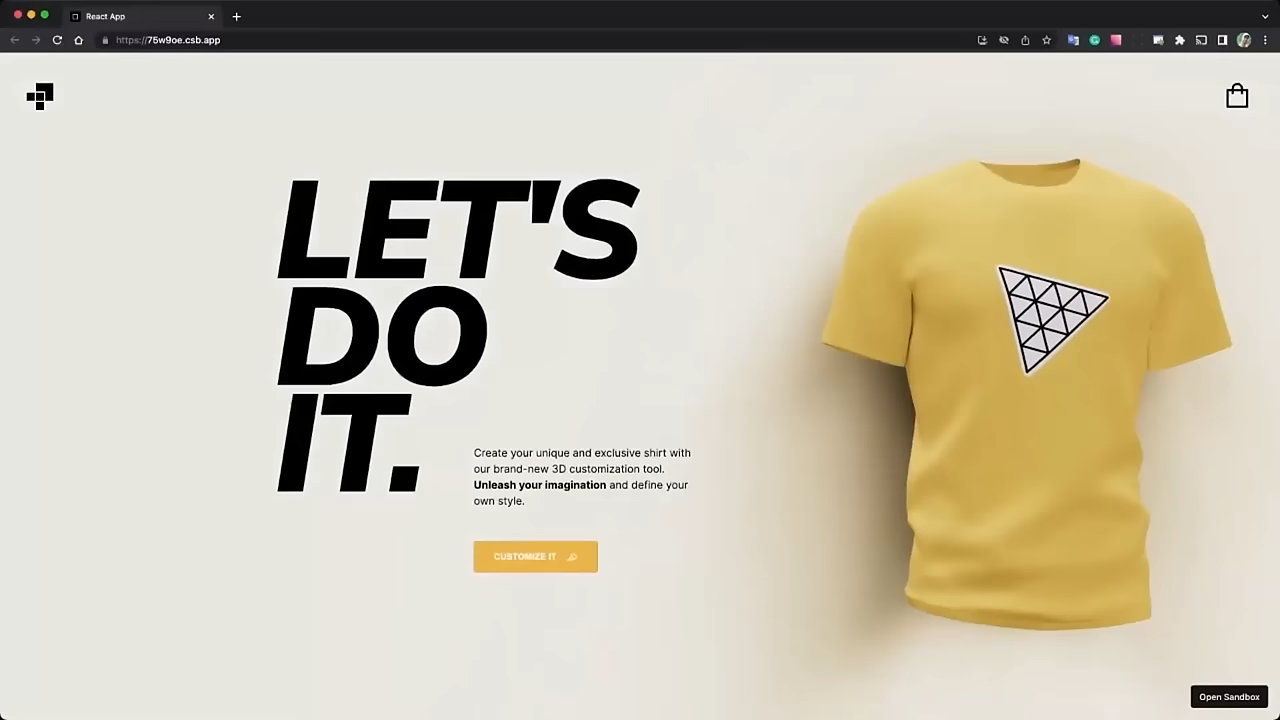 React App
https://75w9oe.csb.app
LET'S
DO
IT.
Create your unique and exclusive shirt with
our brand-new 3D customization tool.
Unleash your imagination and define your
own style.
CUSTOMIZE IT
Open Sandbox